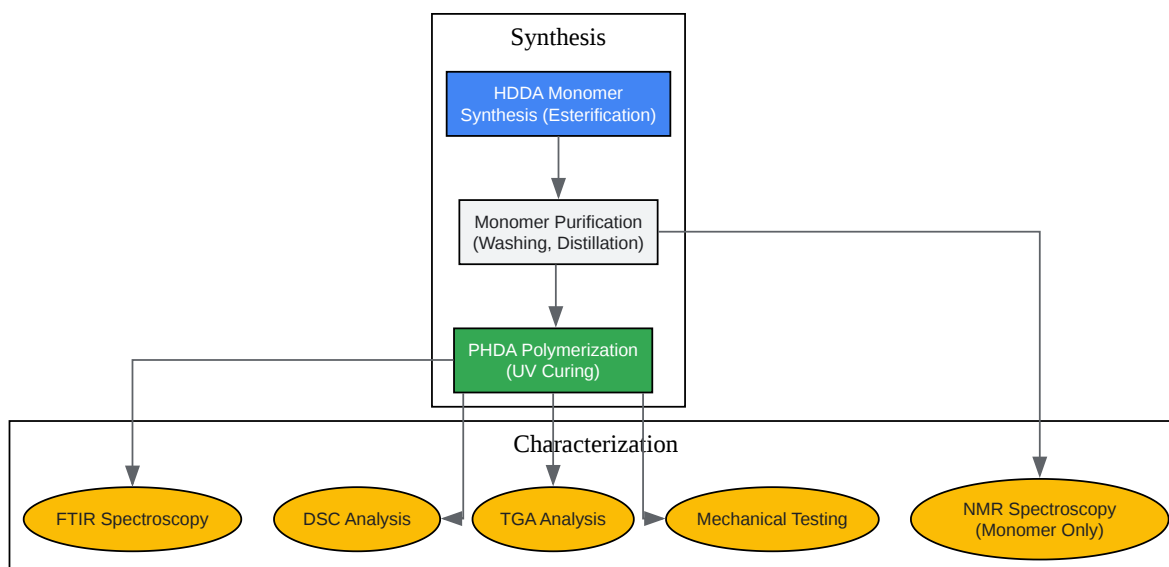 Synthesis
HDDA Monomer
Synthesis (Esterification)
Monomer Purification
(Washing, Distillation)
PHDA Polymerization
(UV Curing)
Characterization
FTIR Spectroscopy
DSC Analysis
TGA Analysis
Mechanical Testing
NMR Spectroscopy
(Monomer Only)